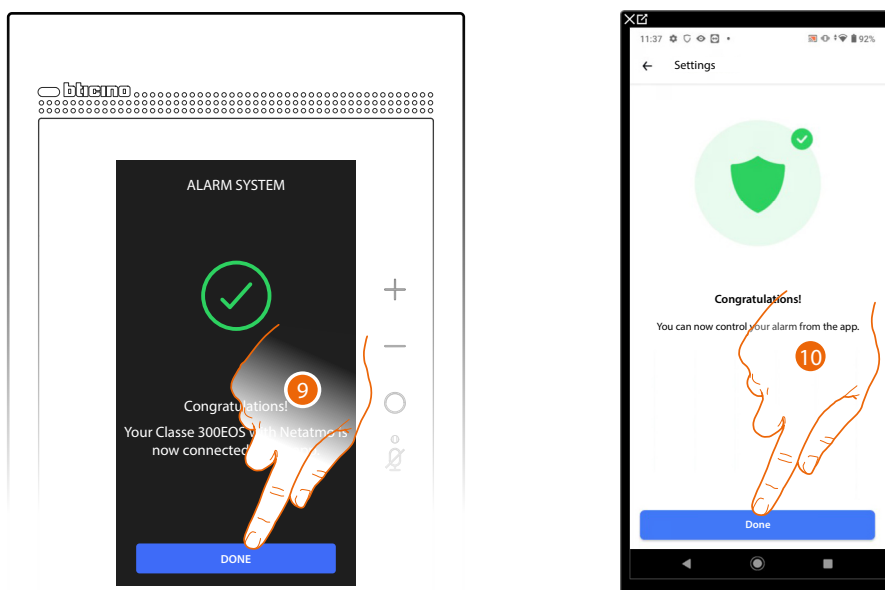 bticino
ALARM SYSTEM
9
Congratulations!
Your Classe 300EOS with Netatmo is
now connected
DONE
11:37
92%
Settings
Congratulations!
You can now control your alarm from the app.
10
Done